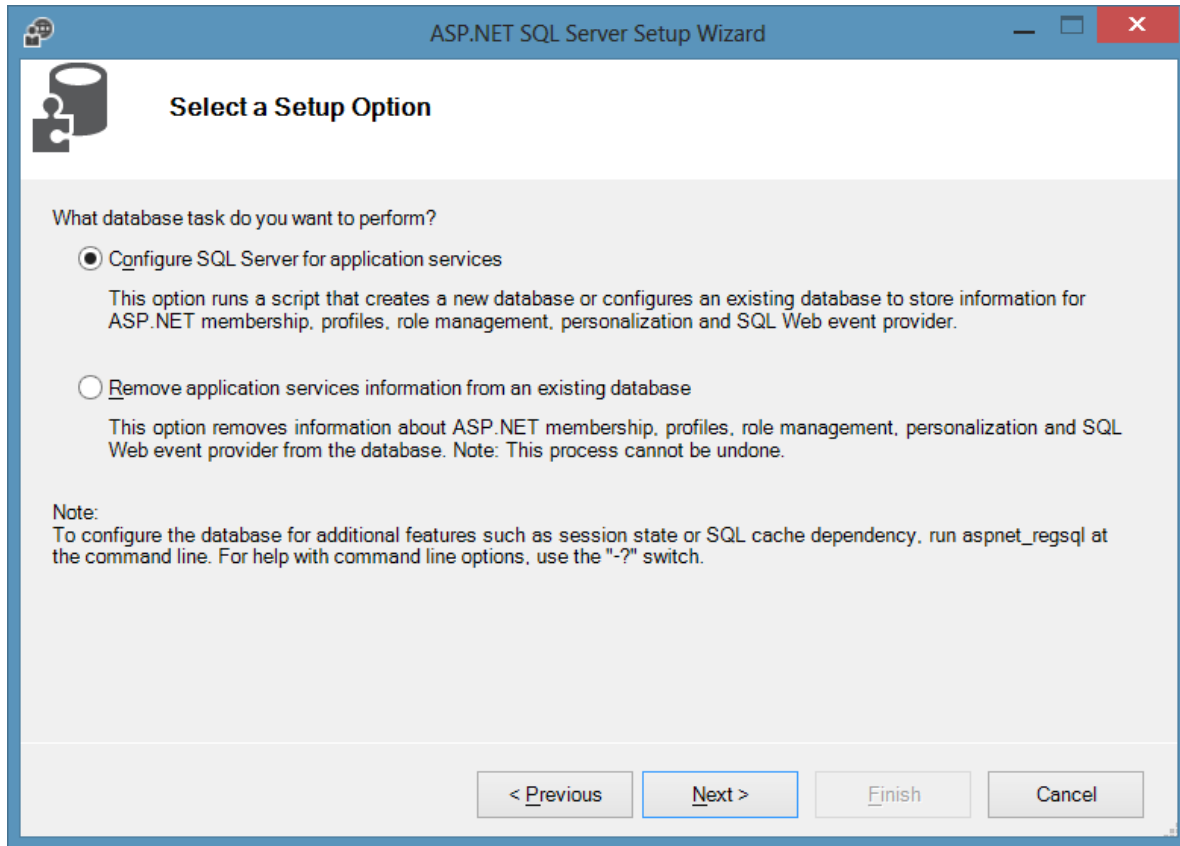 ASP.NET SQL Server Setup Wizard
Select a Setup Option
What database task do you want to perform?
Configure SQL Server for application services
This option runs a script that creates a new database or configures an existing database to store information for
ASP.NET membership, profiles, role management, personalization and SQL Web event provider.
Remove application services information from an existing database
This option removes information about ASP.NET membership, profiles, role management, personalization and SQL
Web event provider from the database. Note: This process cannot be undone.
Note:
To configure the database for additional features such as session state or SQL cache dependency, run aspnet_regsql at
the command line. For help with command line options, use the "-?" switch.
< Previous
Next >
Finish
Cancel